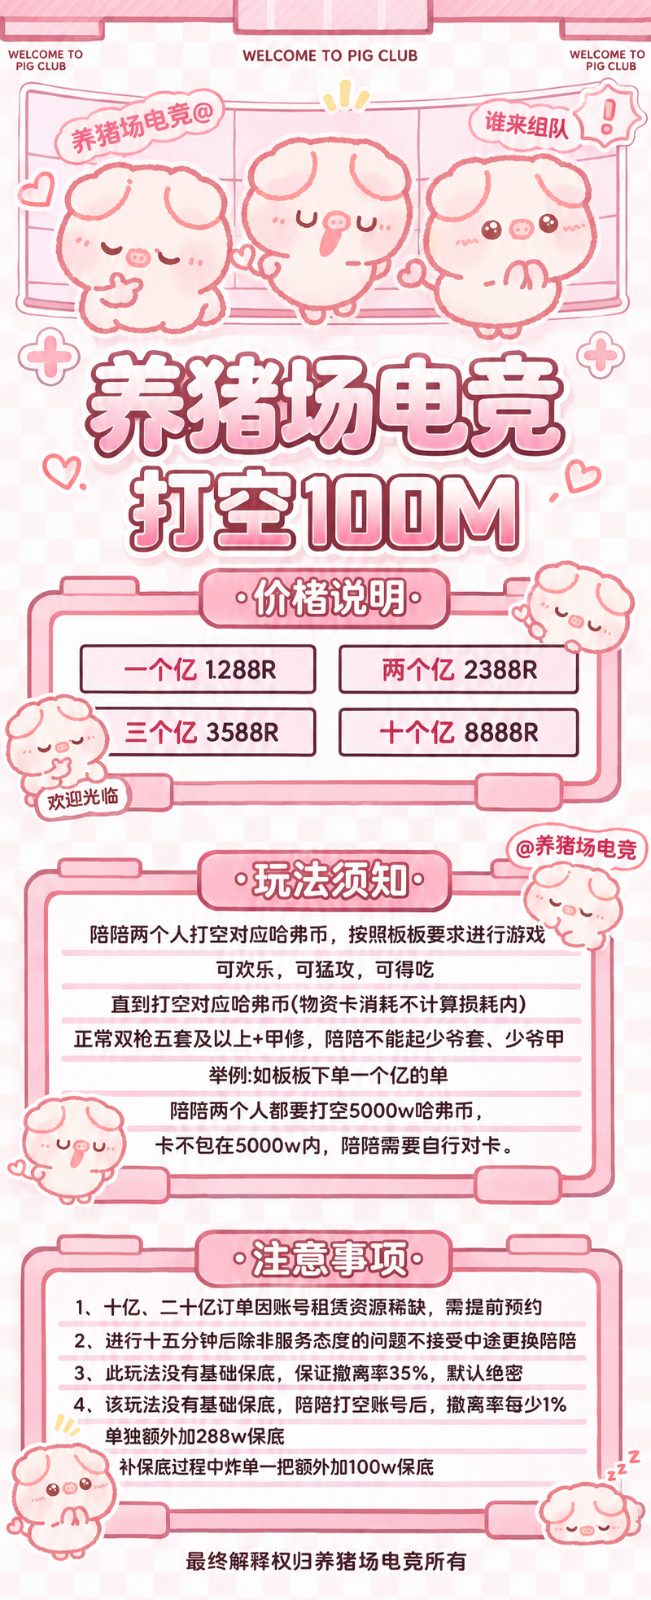 WELCOME TO PIG CLUB
WELCOME TO PIG CLUB
WELCOME TO PIG CLUB
养猪场电竞@
谁来组队
养猪场电竞
打空100M
·价楮说明·
一个亿 1288R
两个亿 2388R
三个亿 3588R
十个亿 8888R
欢迎光临
@养猪场电竞
·玩法须知·
陪陪两个人打空对应哈弗币，按照板板要求进行游戏
可欢乐，可猛攻，可得吃
直到打空对应哈弗币(物资卡消耗不计算损耗内)
正常双枪五套及以上+甲修，陪陪不能起少爷套、少爷甲
举例:如板板下单一个亿的单
陪陪两个人都要打空5000w哈弗币，
卡不包在5000w内，陪陪需要自行对卡。
·注意事项·
1、十亿、二十亿订单因账号租赁资源稀缺，需提前预约
2、进行十五分钟后除非服务态度的问题不接受中途更换陪陪
3、此玩法没有基础保底，保证撤离率35%，默认绝密
4、该玩法没有基础保底，陪陪打空账号后，撤离率每少1%
单独额外加288w保底
补保底过程中炸单一把额外加100w保底
z z z
最终解释权归养猪场电竞所有